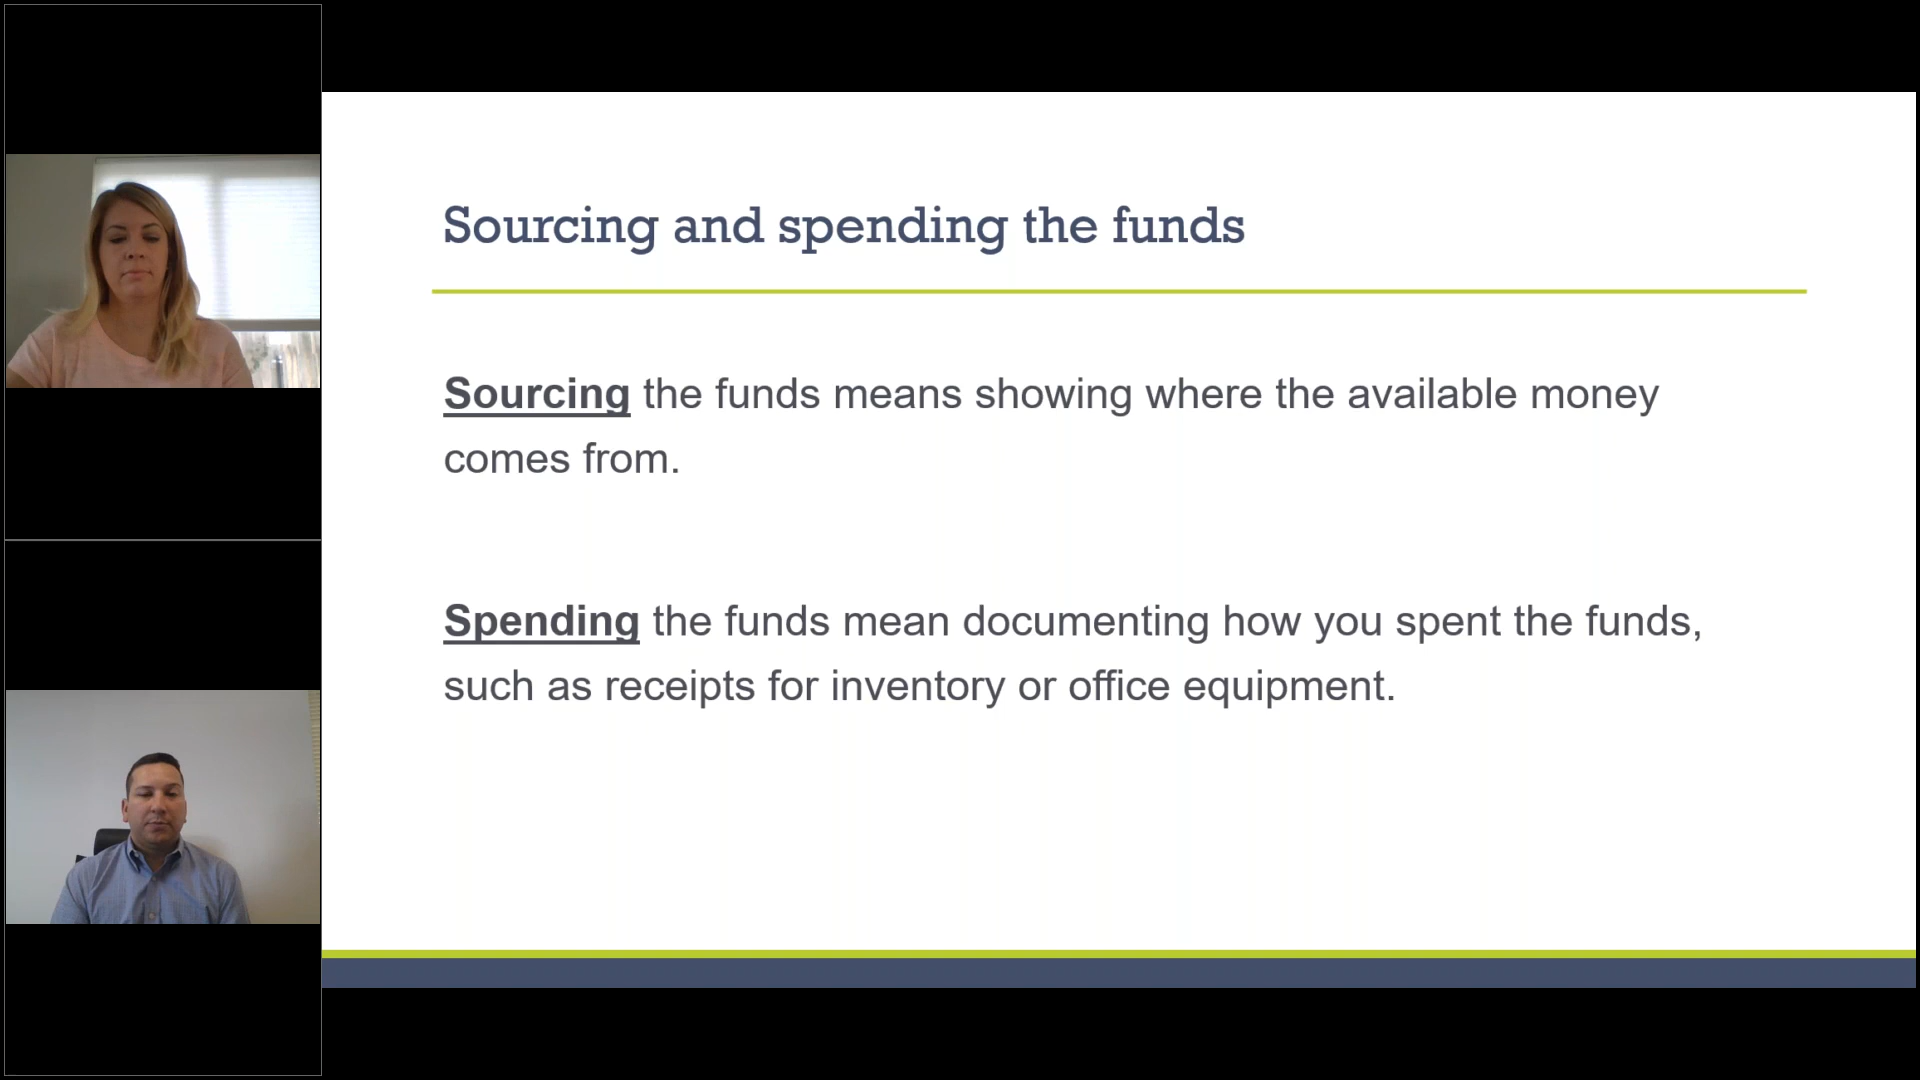 Sourcing and spending the funds
Sourcing the funds means showing where the available money
comes from.
Spending the funds mean documenting how you spent the funds,
such as receipts for inventory or office equipment.